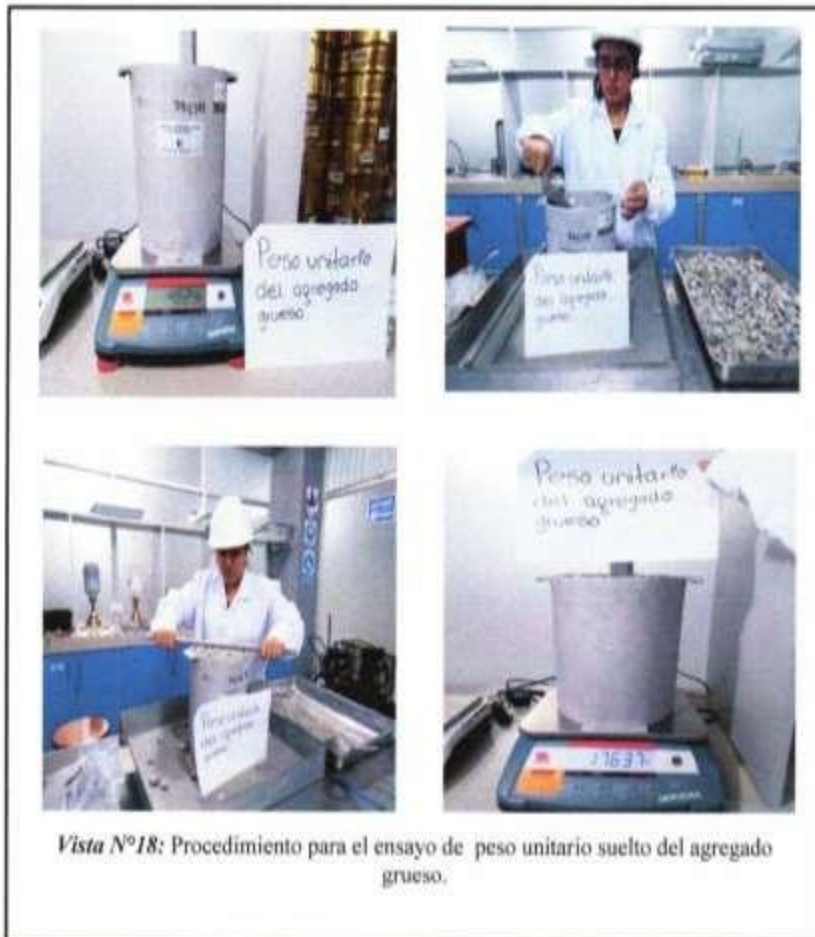 Peso unitario
del agregado
grueso
Peso unitario
del agregado
grueso
Peso unitario
del agregado
grueso
Peso unitario
del agregado
grueso
17637
Vista N°18: Procedimiento para el ensayo de peso unitario suelto del agregado
grueso.